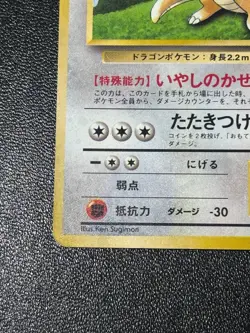 ドラゴンポケモン:身長2.2m
【特殊能力】いやしのかぜ
この力は、このカードを手札から場に出した時、
ポケモン全員から、ダメージカウンターを、それ
たたきつけ
コインを2枚投げ、「おもて
ダメージ。
にげる
弱点
抵抗力 ダメージ -30
Illus. Ken Sugimori